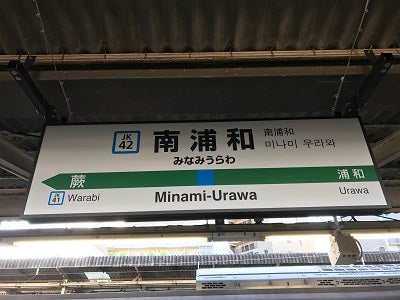 JK
42
南浦和
みなみうらわ
南浦和
미나미 우라와
蕨
浦和
JK
41
Warabi
Minami-Urawa
Urawa